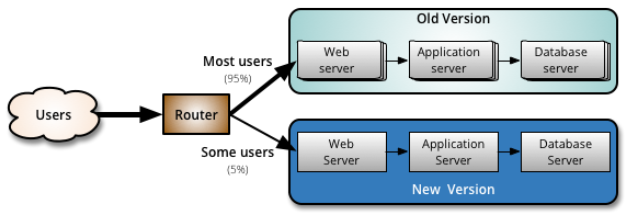 Old Version
Web
server
Application
server
Database
server
Most users
(95%)
Users
Router
Some users
(5%)
Web
Server
Application
Server
Database
Server
New Version